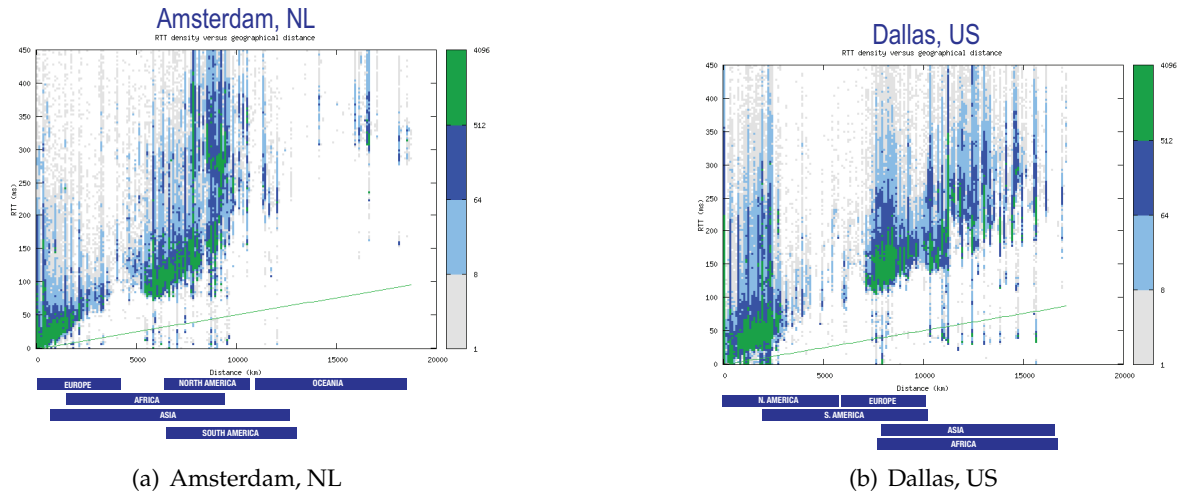 Amsterdam, NL
RTT density versus geographical distance
RTT (ms)
450
400
350
300
250
200
150
100
50
0
0 5000 10000 15000 20000
Distance (km)
4096
512
64
8
1
EUROPE NORTH AMERICA OCEANIA
AFRICA
ASIA
SOUTH AMERICA
(a) Amsterdam, NL
Dallas, US
RTT density versus geographical distance
RTT (ms)
450
400
350
300
250
200
150
100
50
0
0 5000 10000 15000 20000
Distance (km)
4096
512
64
8
1
N. AMERICA EUROPE
S. AMERICA
ASIA
AFRICA
(b) Dallas, US